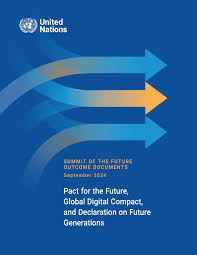 United
Nations
SUMMIT OF THE FUTURE
OUTCOME DOCUMENTS
September 2024
Pact for the Future,
Global Digital Compact,
and Declaration on Future
Generations